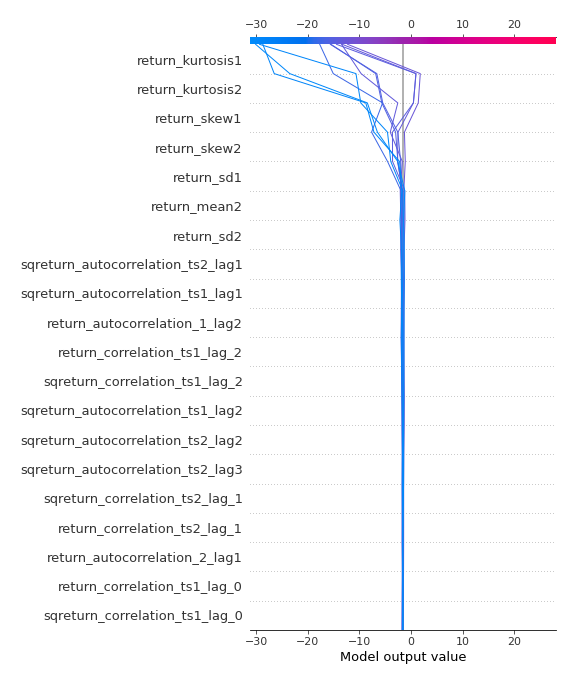 −30 −20 −10 0 10 20
return_kurtosis1
return_kurtosis2
return_skew1
return_skew2
return_sd1
return_mean2
return_sd2
sqreturn_autocorrelation_ts2_lag1
sqreturn_autocorrelation_ts1_lag1
return_autocorrelation_1_lag2
return_correlation_ts1_lag_2
sqreturn_correlation_ts1_lag_2
sqreturn_autocorrelation_ts1_lag2
sqreturn_autocorrelation_ts2_lag2
sqreturn_autocorrelation_ts2_lag3
sqreturn_correlation_ts2_lag_1
return_correlation_ts2_lag_1
return_autocorrelation_2_lag1
return_correlation_ts1_lag_0
sqreturn_correlation_ts1_lag_0
−30 −20 −10 0 10 20
Model output value